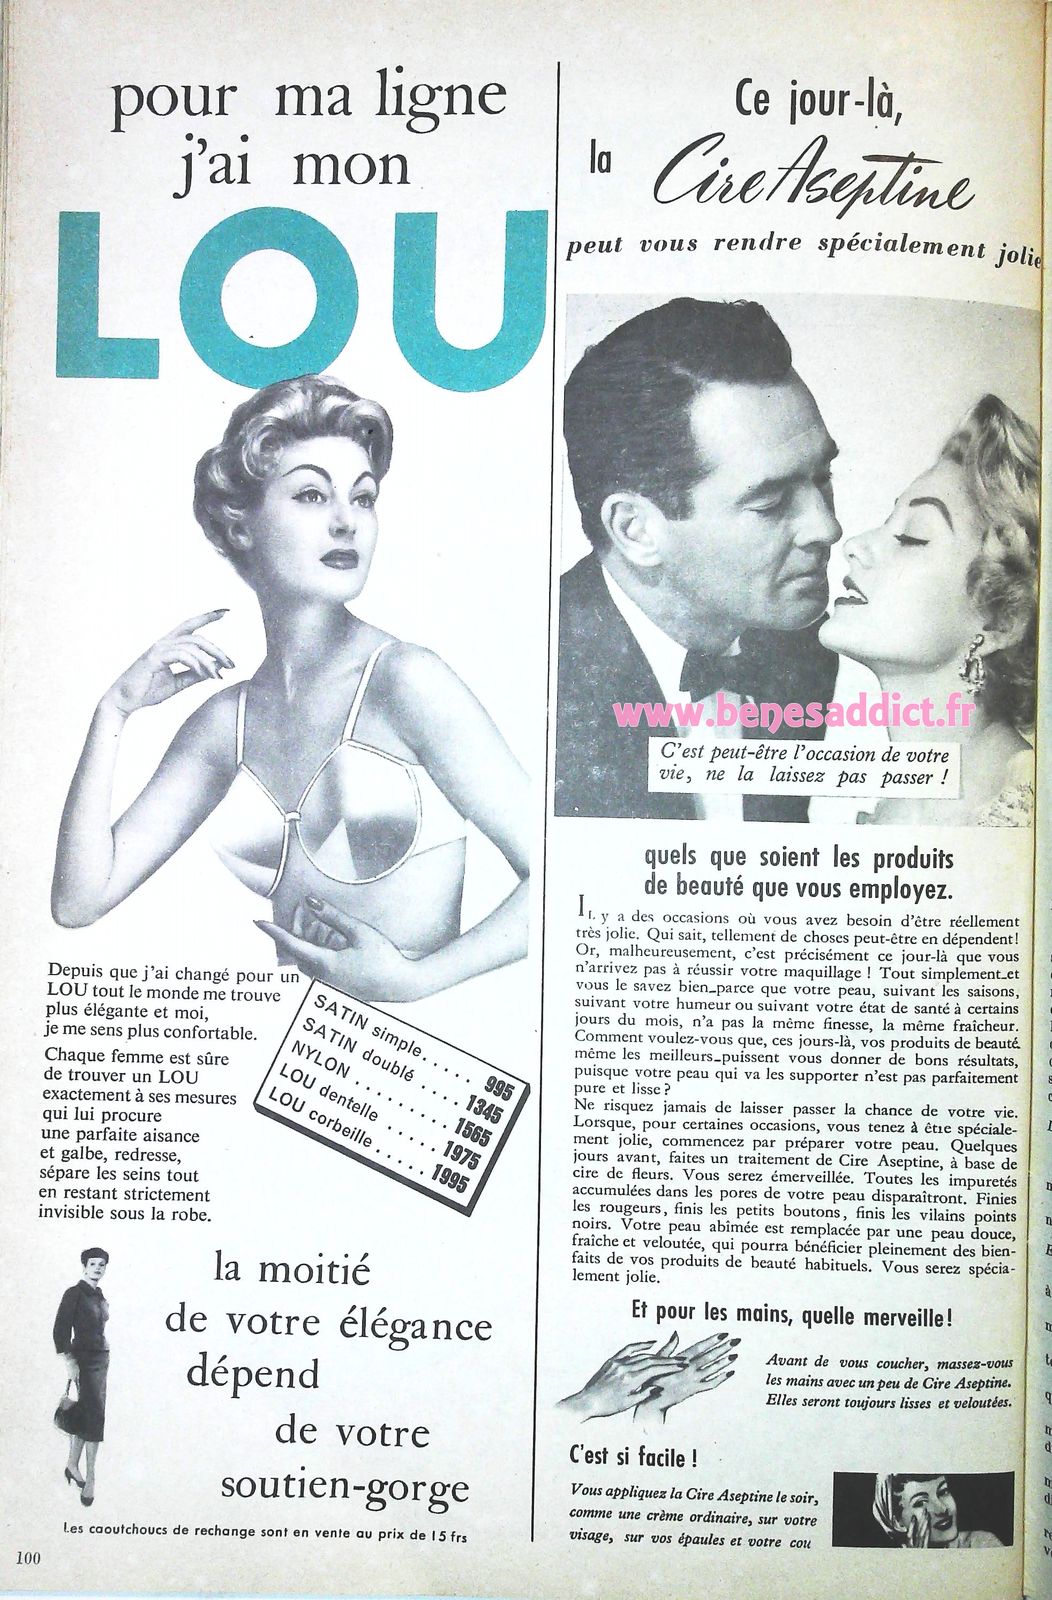 pour ma ligne
j'ai mon
LOU
Depuis que j'ai changé pour un
LOU tout le monde me trouve
plus élégante et moi,
je me sens plus confortable.
Chaque femme est sûre
de trouver un LOU
exactement à ses mesures
qui lui procure
une parfaite aisance
et galbe, redresse,
sépare les seins tout
en restant strictement
invisible sous la robe.
SATIN simple..... 995
SATIN doublé ..... 1345
NYLON ......... 1565
LOU dentelle ..... 1975
LOU corbeille..... 1995
la moitié
de votre élégance
dépend
de votre
soutien-gorge
Les caoutchoucs de rechange sont en vente au prix de 15 frs
100
Ce jour-là,
la Cire Aseptine
peut vous rendre spécialement jolie
www.benesaddict.fr
C'est peut-être l'occasion de votre
vie, ne la laissez pas passer !
quels que soient les produits
de beauté que vous employez.
Il y a des occasions où vous avez besoin d'être réellement
très jolie. Qui sait, tellement de choses peut-être en dépendent!
Or, malheureusement, c'est précisément ce jour-là que vous
n'arrivez pas à réussir votre maquillage ! Tout simplement_et
vous le savez bien_parce que votre peau, suivant les saisons,
suivant votre humeur ou suivant votre état de santé à certains
jours du mois, n'a pas la même finesse, la même fraîcheur.
Comment voulez-vous que, ces jours-là, vos produits de beauté_
même les meilleurs_puissent vous donner de bons résultats,
puisque votre peau qui va les supporter n'est pas parfaitement
pure et lisse ?
Ne risquez jamais de laisser passer la chance de votre vie.
Lorsque, pour certaines occasions, vous tenez à être spéciale-
ment jolie, commencez par préparer votre peau. Quelques
jours avant, faites un traitement de Cire Aseptine, à base de
cire de fleurs. Vous serez émerveillée. Toutes les impuretés
accumulées dans les pores de votre peau disparaîtront. Finies
les rougeurs, finis les petits boutons, finis les vilains points
noirs. Votre peau abîmée est remplacée par une peau douce,
fraîche et veloutée, qui pourra bénéficier pleinement des bien-
faits de vos produits de beauté habituels. Vous serez spécia-
lement jolie.
Et pour les mains, quelle merveille!
Avant de vous coucher, massez-vous
les mains avec un peu de Cire Aseptine.
Elles seront toujours lisses et veloutées.
C'est si facile !
Vous appliquez la Cire Aseptine le soir,
comme une crème ordinaire, sur votre
visage, sur vos épaules et votre cou